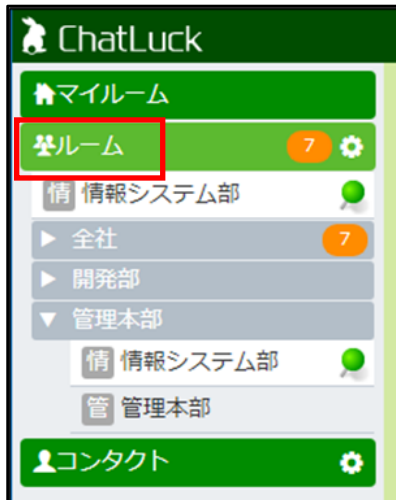 ChatLuck
マイルーム
ルーム 7
情 情報システム部
▶ 全社 7
▶ 開発部
▼ 管理本部
情 情報システム部
管 管理本部
コンタクト